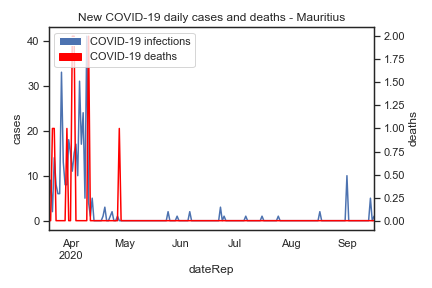 New COVID-19 daily cases and deaths - Mauritius
COVID-19 infections
COVID-19 deaths
40
30
20
10
0
cases
2.00
1.75
1.50
1.25
1.00
0.75
0.50
0.25
0.00
deaths
Apr May Jun Jul Aug Sep
2020
dateRep